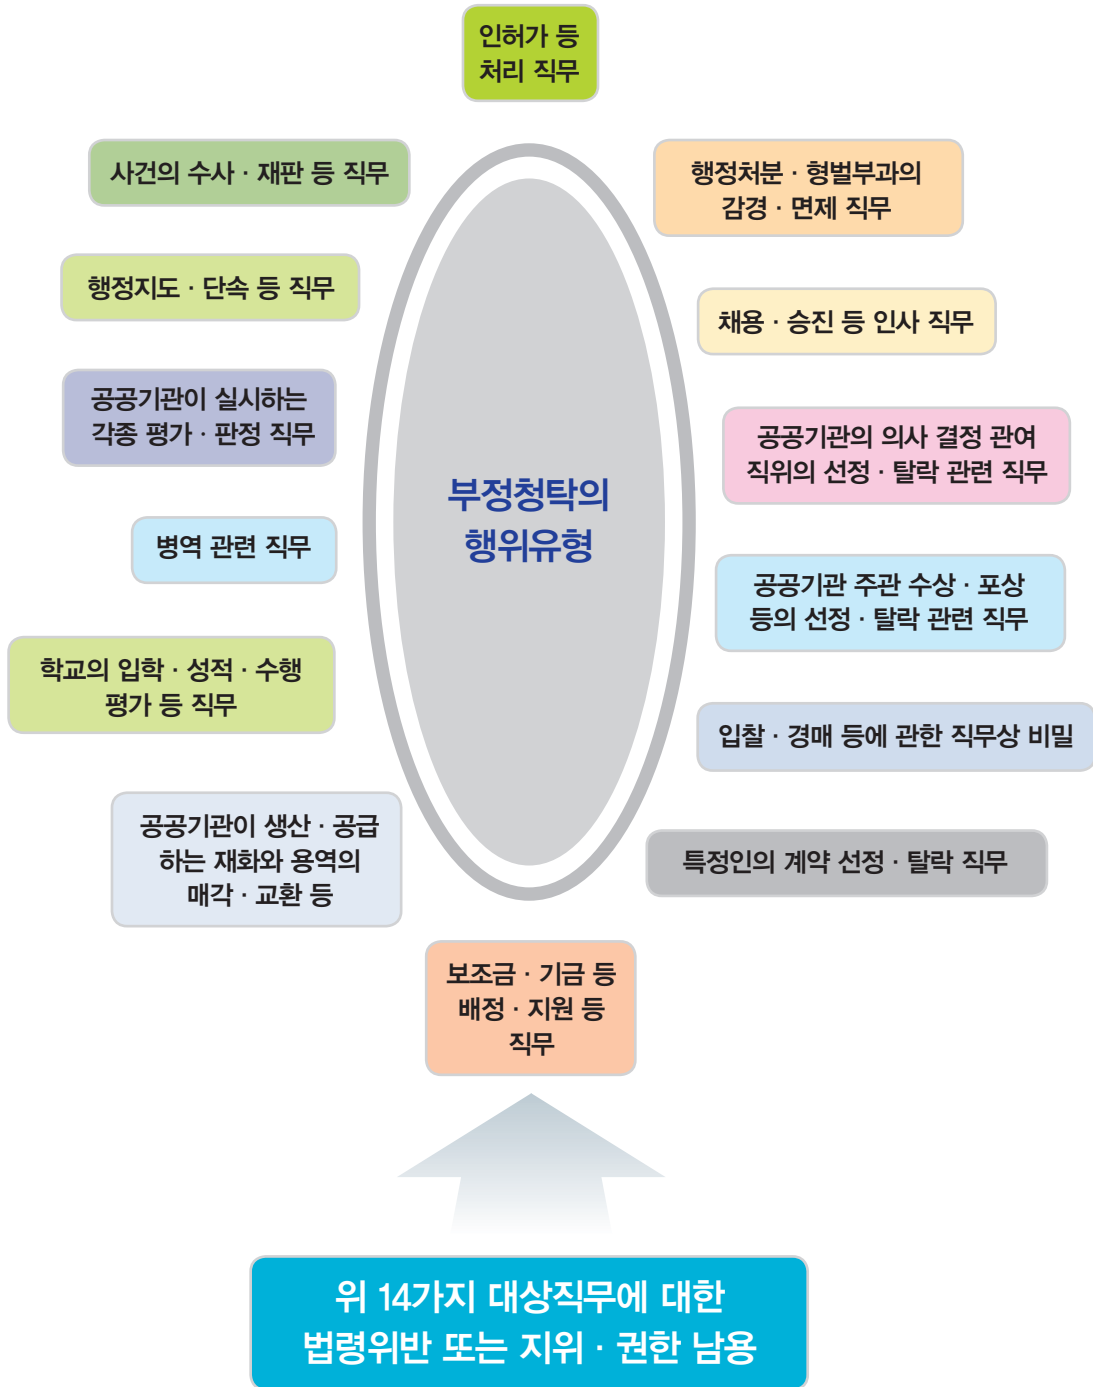 인허가 등
처리 직무
사건의 수사 · 재판 등 직무
행정처분 · 형벌부과의
감경 · 면제 직무
행정지도 · 단속 등 직무
채용 · 승진 등 인사 직무
공공기관이 실시하는
각종 평가 · 판정 직무
공공기관의 의사 결정 관여
직위의 선정 · 탈락 관련 직무
부정청탁의
행위유형
병역 관련 직무
공공기관 주관 수상 · 포상
등의 선정 · 탈락 관련 직무
학교의 입학 · 성적 · 수행
평가 등 직무
입찰 · 경매 등에 관한 직무상 비밀
공공기관이 생산 · 공급
하는 재화와 용역의
매각 · 교환 등
특정인의 계약 선정 · 탈락 직무
보조금 · 기금 등
배정 · 지원 등
직무
위 14가지 대상직무에 대한
법령위반 또는 지위 · 권한 남용